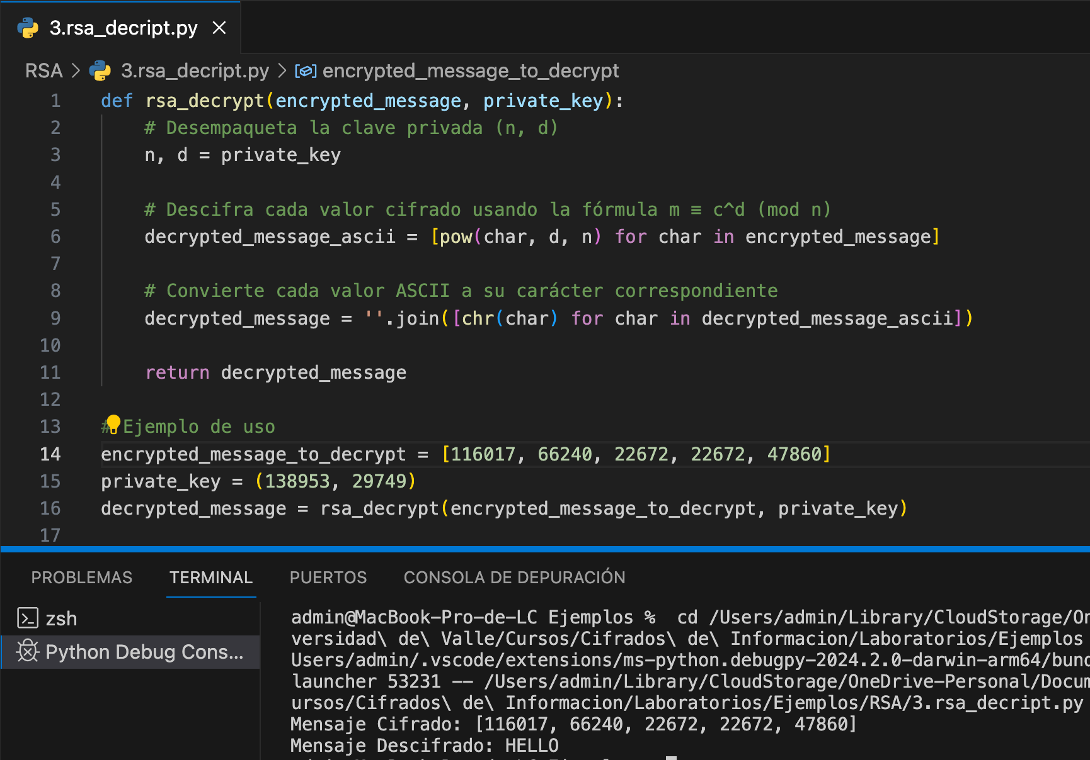 3.rsa_decript.py
RSA > 3.rsa_decript.py > encrypted_message_to_decrypt
1 def rsa_decrypt(encrypted_message, private_key):
2     # Desempaqueta la clave privada (n, d)
3     n, d = private_key
4
5     # Descifra cada valor cifrado usando la fórmula m ≡ c^d (mod n)
6     decrypted_message_ascii = [pow(char, d, n) for char in encrypted_message]
7
8     # Convierte cada valor ASCII a su carácter correspondiente
9     decrypted_message = ''.join([chr(char) for char in decrypted_message_ascii])
10
11     return decrypted_message
12
13 # Ejemplo de uso
14 encrypted_message_to_decrypt = [116017, 66240, 22672, 22672, 47860]
15 private_key = (138953, 29749)
16 decrypted_message = rsa_decrypt(encrypted_message_to_decrypt, private_key)
17
PROBLEMAS TERMINAL PUERTOS CONSOLA DE DEPURACIÓN
zsh
Python Debug Cons...
admin@MacBook-Pro-de-LC Ejemplos %  cd /Users/admin/Library/CloudStorage/On
versidad\ de\ Valle/Cursos/Cifrados\ de\ Informacion/Laboratorios/Ejemplos
Users/admin/.vscode/extensions/ms-python.debugpy-2024.2.0-darwin-arm64/bund
launcher 53231 -- /Users/admin/Library/CloudStorage/OneDrive-Personal/Docum
ursos/Cifrados\ de\ Informacion/Laboratorios/Ejemplos/RSA/3.rsa_decript.py
Mensaje Cifrado: [116017, 66240, 22672, 22672, 47860]
Mensaje Descifrado: HELLO